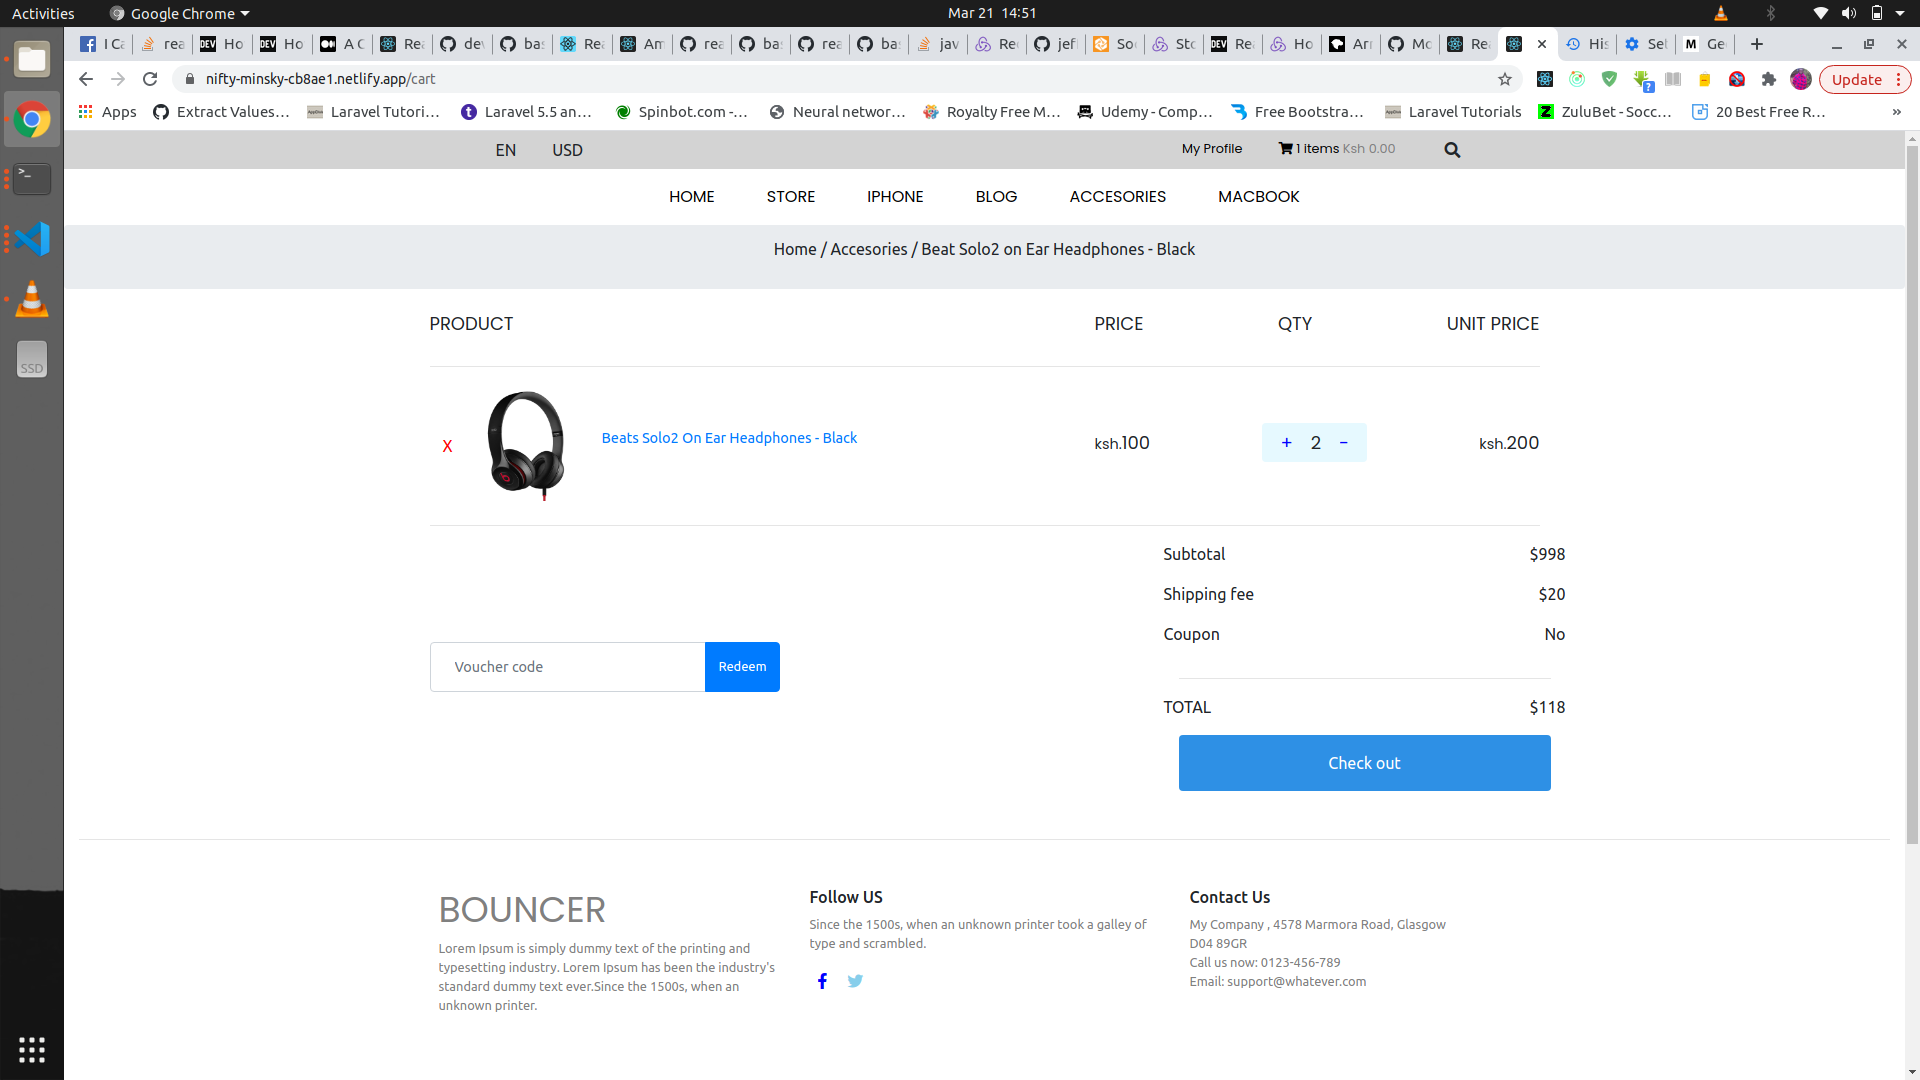 Activities Google Chrome Mar 21 14:51
I Ca rea Ho Ho A C Rea dev bas Rea Am rea bas rea bas jav Re jef So Sto Rea Ho Arr Mo Rea His Set Ge
nifty-minsky-cb8ae1.netlify.app/cart Update
Apps Extract Values... Laravel Tutori... Laravel 5.5 an... Spinbot.com -... Neural networ... Royalty Free M... Udemy - Comp... Free Bootstra... Laravel Tutorials ZuluBet - Socc... 20 Best Free R... »
EN USD My Profile 1 items Ksh 0.00
HOME STORE IPHONE BLOG ACCESORIES MACBOOK
Home / Accesories / Beat Solo2 on Ear Headphones - Black
PRODUCT PRICE QTY UNIT PRICE
X Beats Solo2 On Ear Headphones - Black ksh.100 + 2 - ksh.200
Subtotal $998
Shipping fee $20
Coupon No
Voucher code Redeem
TOTAL $118
Check out
BOUNCER
Lorem Ipsum is simply dummy text of the printing and
typesetting industry. Lorem Ipsum has been the industry's
standard dummy text ever.Since the 1500s, when an
unknown printer.
Follow US
Since the 1500s, when an unknown printer took a galley of
type and scrambled.
Contact Us
My Company , 4578 Marmora Road, Glasgow
D04 89GR
Call us now: 0123-456-789
Email: support@whatever.com
SSD